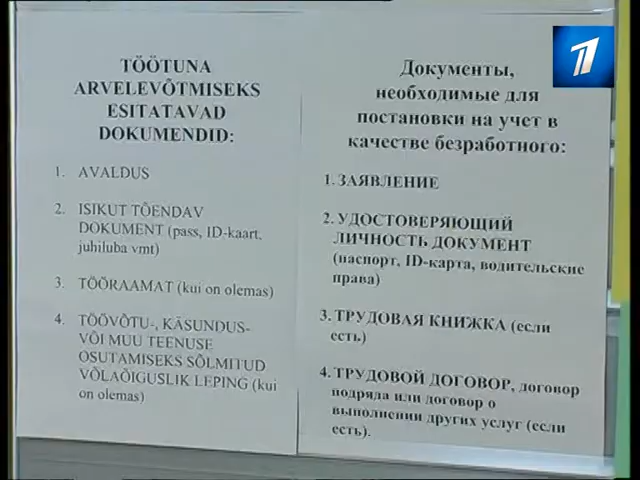 TÖÖTUNA
ARVELEVÕTMISEKS
ESITATAVAD
DOKUMENDID:
1. AVALDUS
2. ISIKUT TÕENDAV
DOKUMENT (pass, ID-kaart,
juhiluba vmt)
3. TÖÖRAAMAT (kui on olemas)
4. TÖÖVÕTU-, KÄSUNDUS-
VÕI MUU TEENUSE
OSUTAMISEKS SÕLMITUD
VÕLAÕIGUSLIK LEPING (kui
on olemas)
Документы,
необходимые для
постановки на учет в
качестве безработного:
1. ЗАЯВЛЕНИЕ
2. УДОСТОВЕРЯЮЩИЙ
ЛИЧНОСТЬ ДОКУМЕНТ
(паспорт, ID-карта, водительские
права)
3. ТРУДОВАЯ КНИЖКА (если
есть)
4. ТРУДОВОЙ ДОГОВОР, договор
подряда или договор о
выполнении других услуг (если
есть).
1